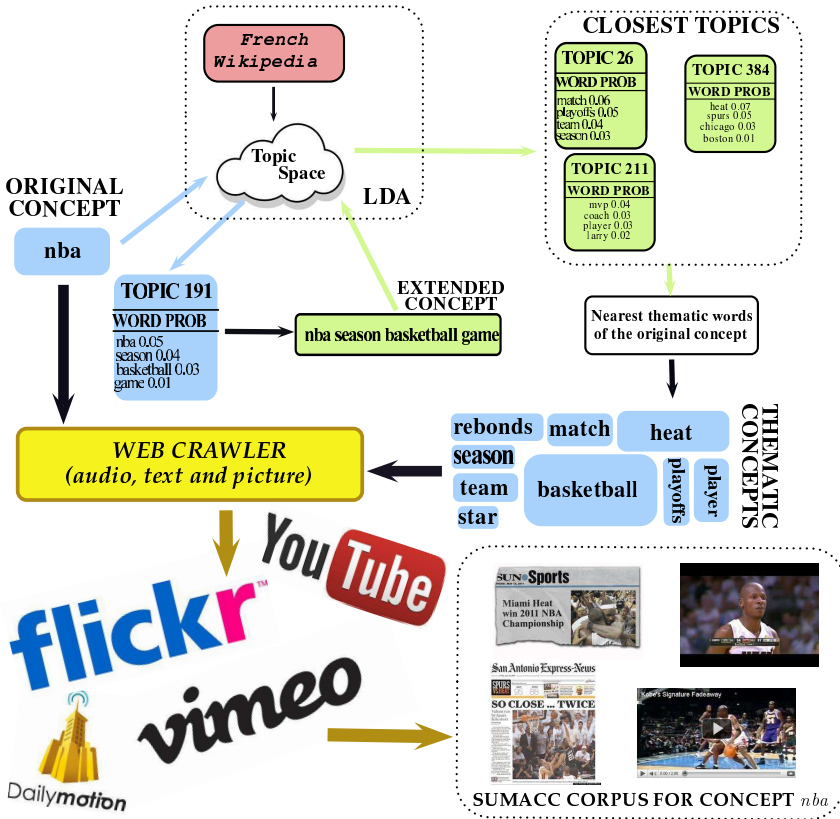 French
Wikipedia
Topic
Space
LDA
CLOSEST TOPICS
TOPIC 26
WORD PROB
match 0.06
playoffs 0.05
team 0.04
season 0.03
TOPIC 384
WORD PROB
heat 0.07
spurs 0.05
chicago 0.03
boston 0.01
TOPIC 211
WORD PROB
mvp 0.04
coach 0.03
player 0.03
larry 0.02
ORIGINAL
CONCEPT
nba
TOPIC 191
WORD PROB
nba 0.05
season 0.04
basketball 0.03
game 0.01
EXTENDED
CONCEPT
nba season basketball game
Nearest thematic words
of the original concept
rebonds
match
heat
season
team
star
basketball
playoffs
player
THEMATIC
CONCEPTS
WEB CRAWLER
(audio, text and picture)
YouTube
flickr™
vimeo
Dailymotion
SUN Sports
Miami Heat
win 2011 NBA
Championship
San Antonio Express-News
SPURS
SO CLOSE ... TWICE
Kobe's Signature Fadeaway
SUMACC CORPUS FOR CONCEPT nba